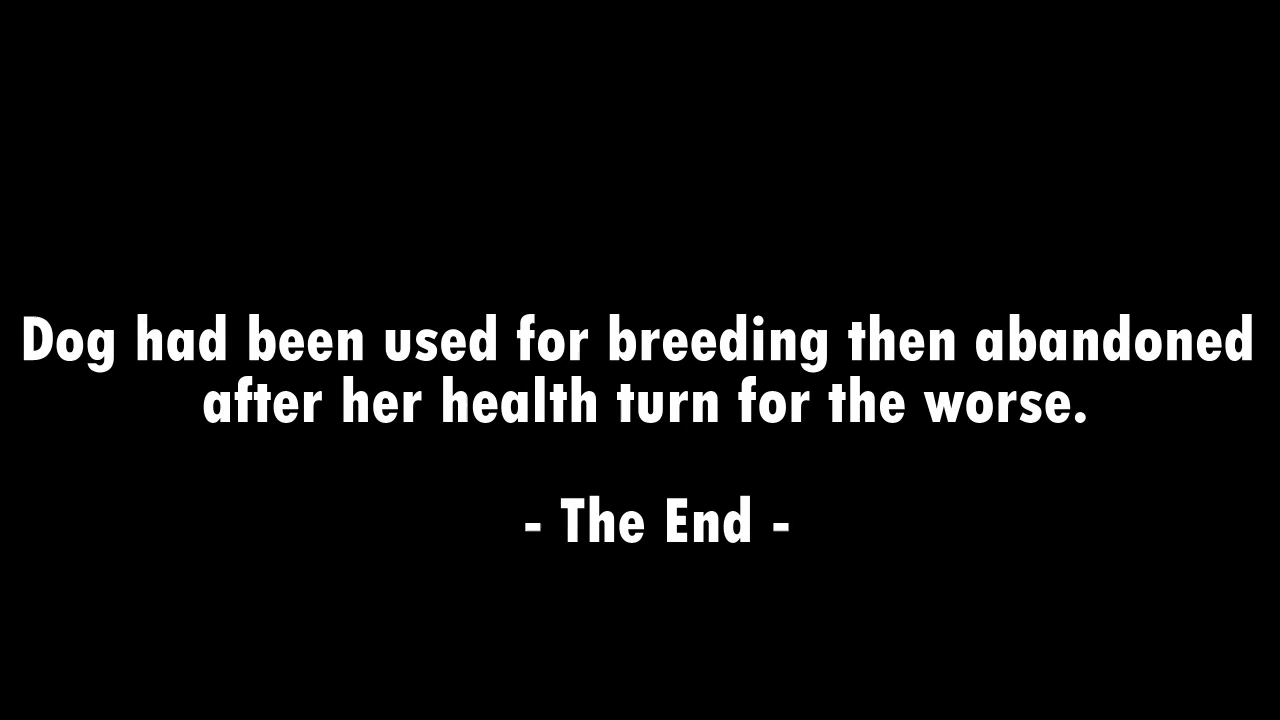 Dog had been used for breeding then abandoned
after her health turn for the worse.
- The End -